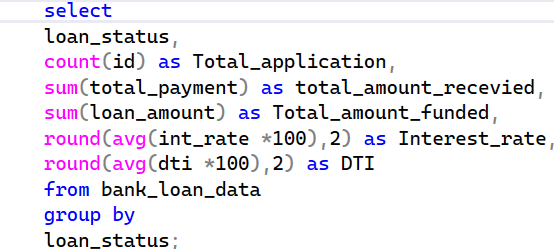 select
loan_status,
count(id) as Total_application,
sum(total_payment) as total_amount_recevied,
sum(loan_amount) as Total_amount_funded,
round(avg(int_rate *100),2) as Interest_rate,
round(avg(dti *100),2) as DTI
from bank_loan_data
group by
loan_status;